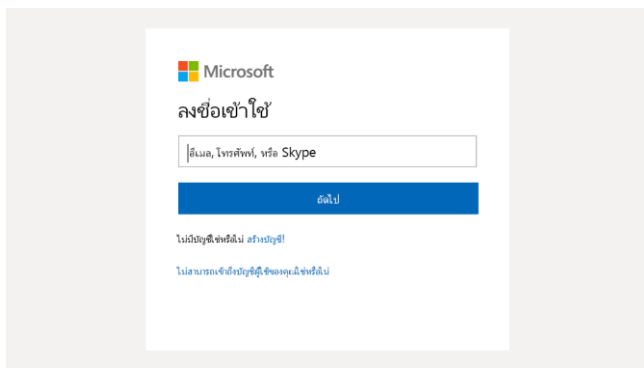 Microsoft
ลงชื่อเข้าใช้
อีเมล, โทรศัพท์, หรือ Skype
ถัดไป
ไม่มีบัญชีใช่หรือไม่ สร้างบัญชี!
ไม่สามารถเข้าถึงบัญชีผู้ใช้ของคุณใช่หรือไม่